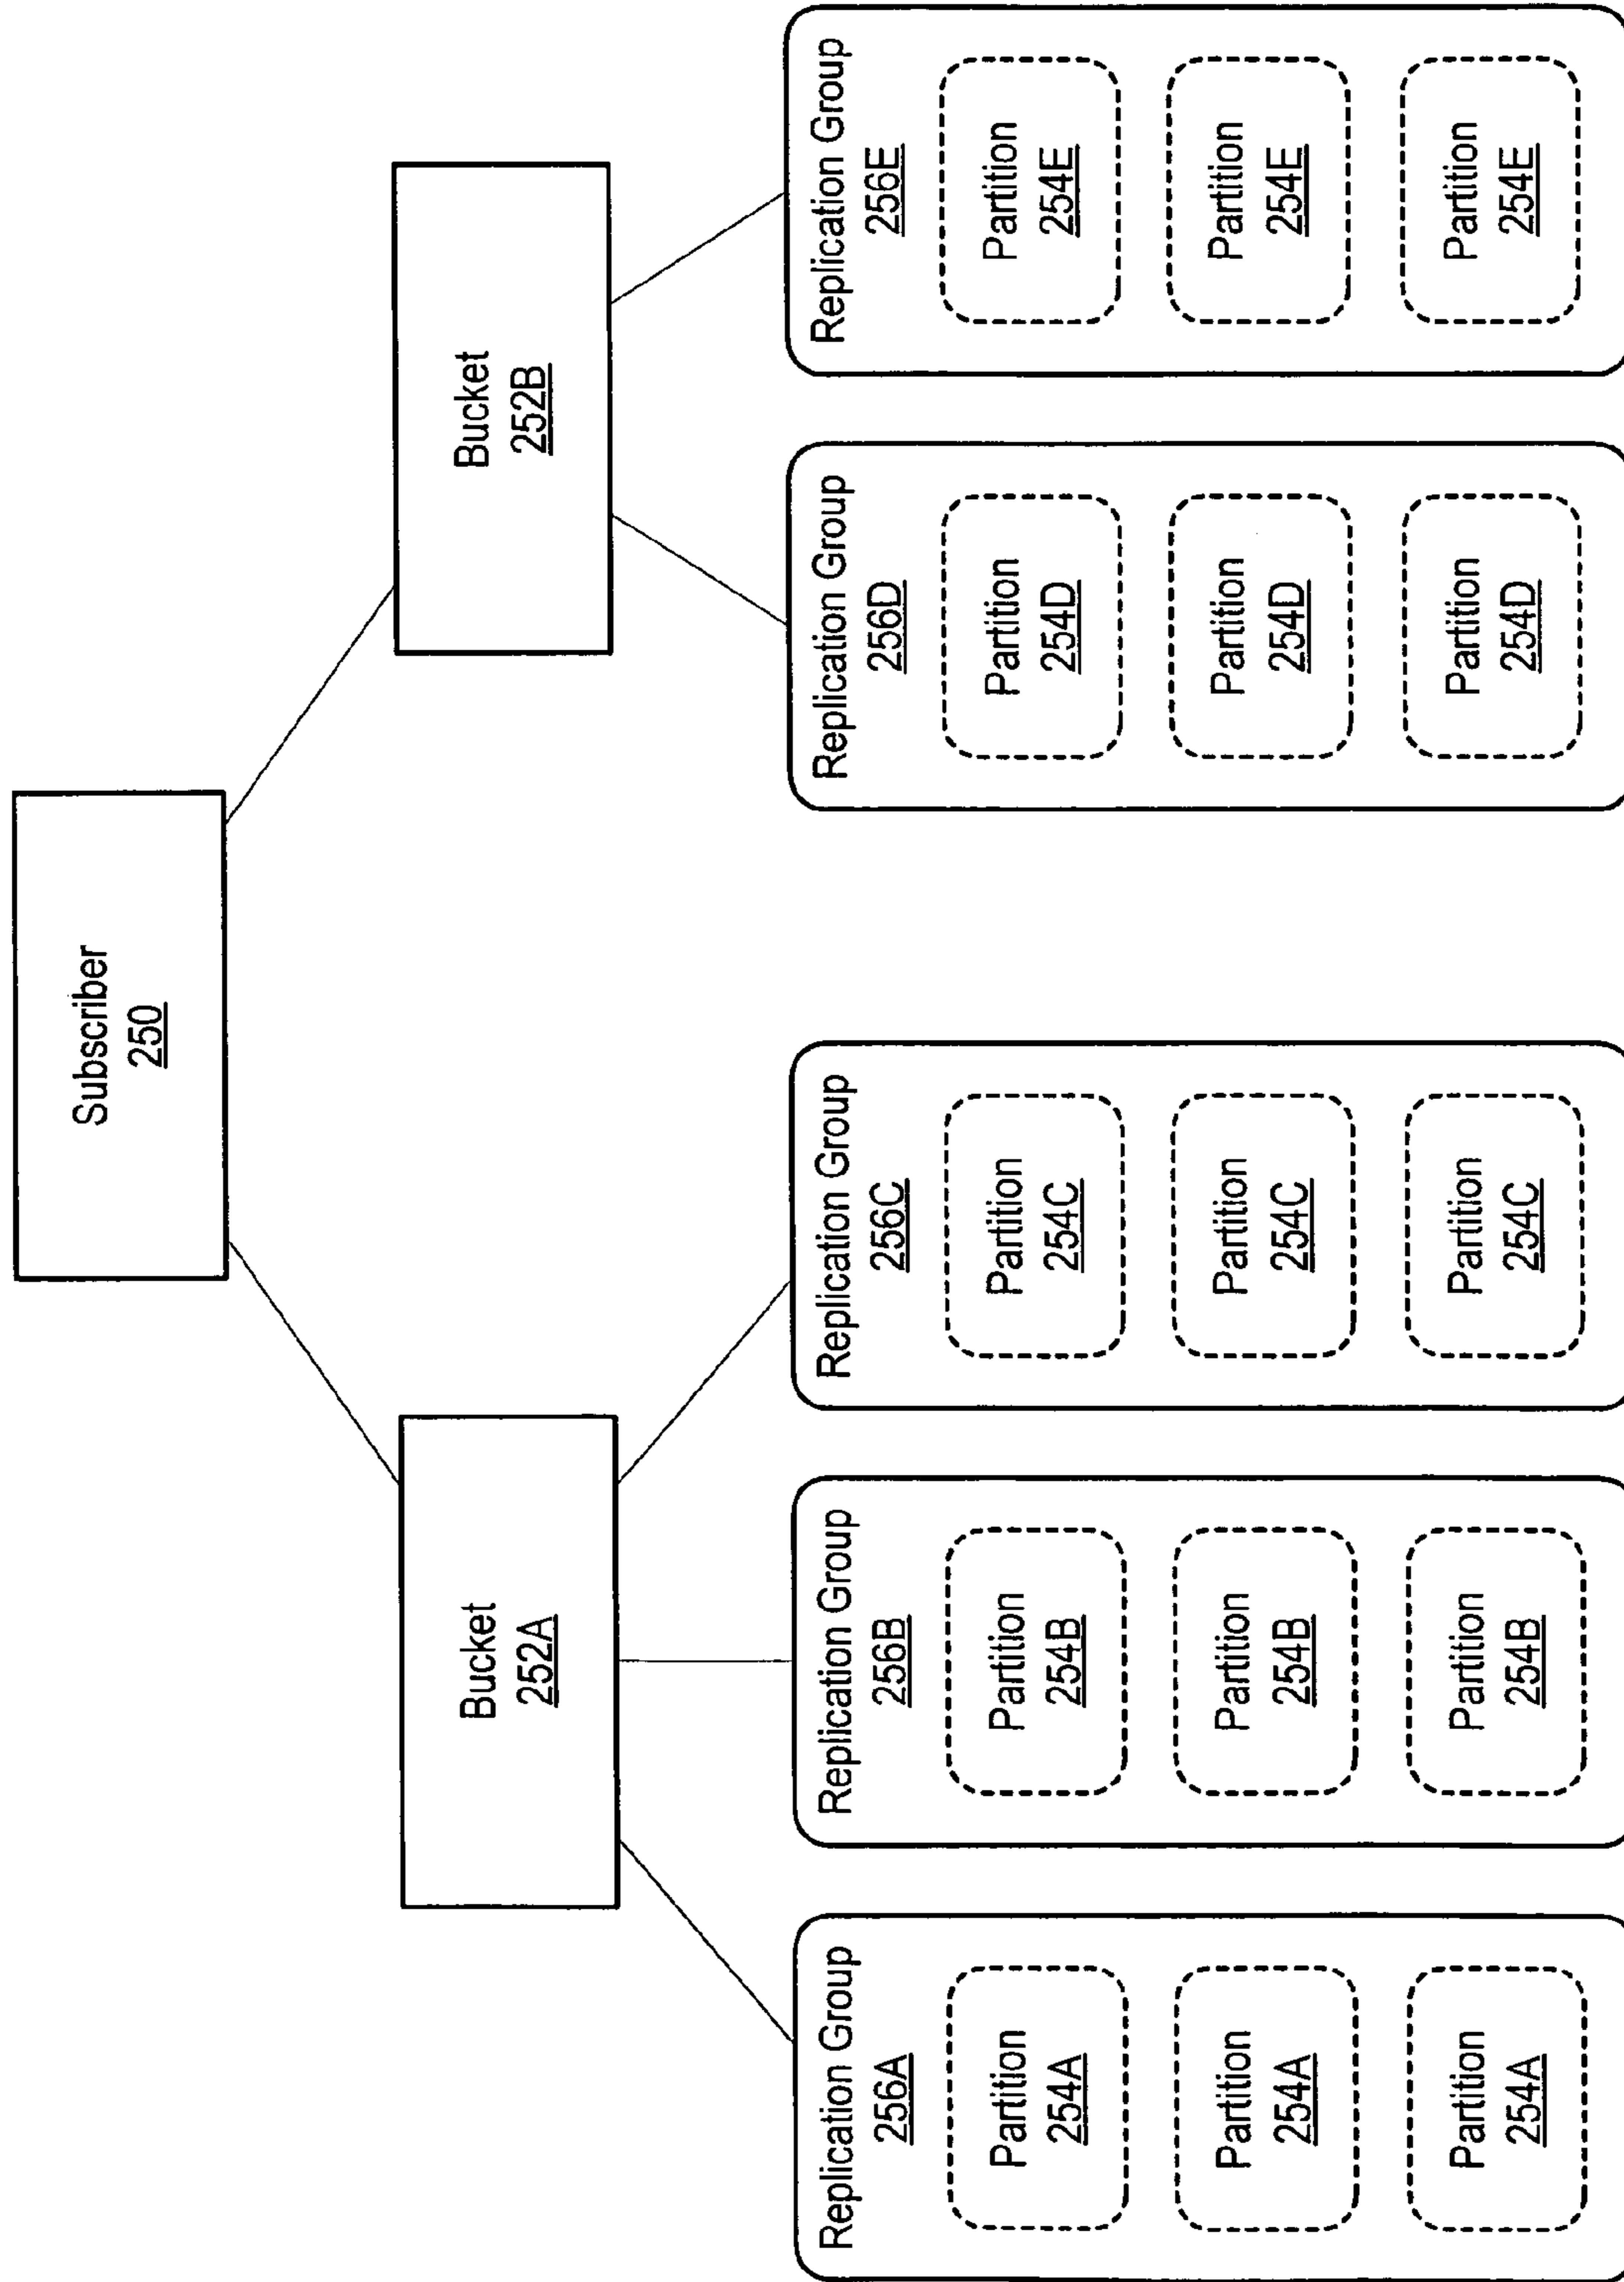 Subscriber
250
Bucket
252A
Bucket
252B
Replication Group
256A
Partition
254A
Partition
254A
Partition
254A
Replication Group
256B
Partition
254B
Partition
254B
Partition
254B
Replication Group
256C
Partition
254C
Partition
254C
Partition
254C
Replication Group
256D
Partition
254D
Partition
254D
Partition
254D
Replication Group
256E
Partition
254E
Partition
254E
Partition
254E